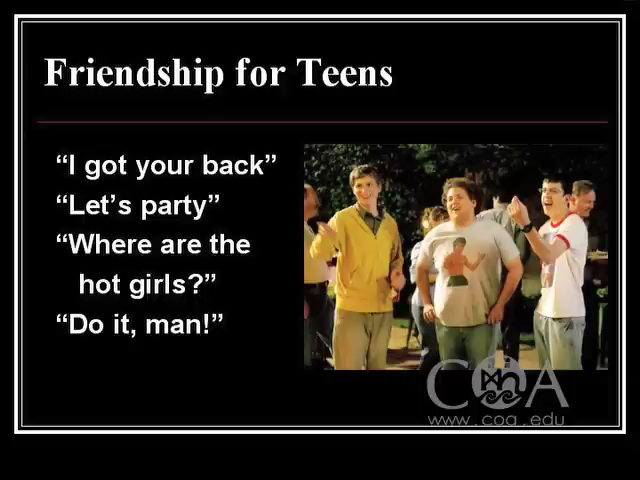 Friendship for Teens
“I got your back”
“Let’s party”
“Where are the
hot girls?”
“Do it, man!”
COA
www.coa.edu